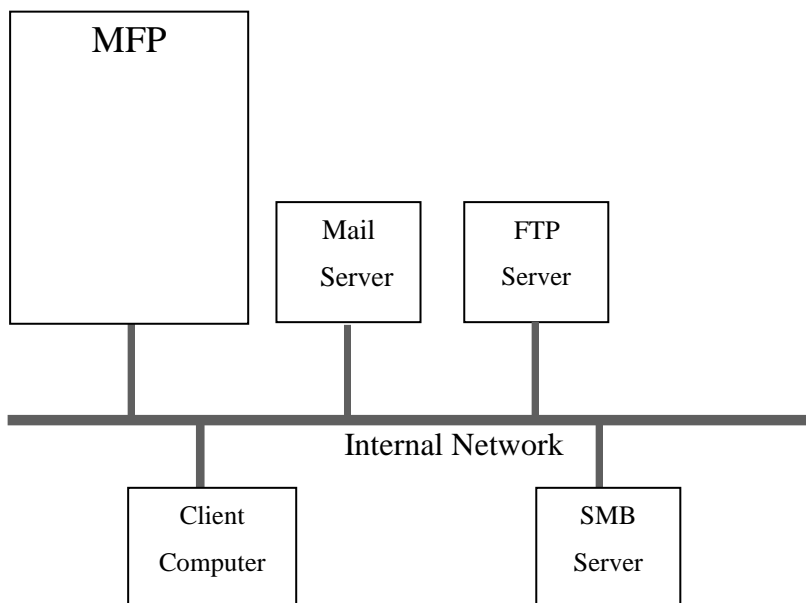 MFP
Mail
Server
FTP
Server
Internal Network
Client
Computer
SMB
Server